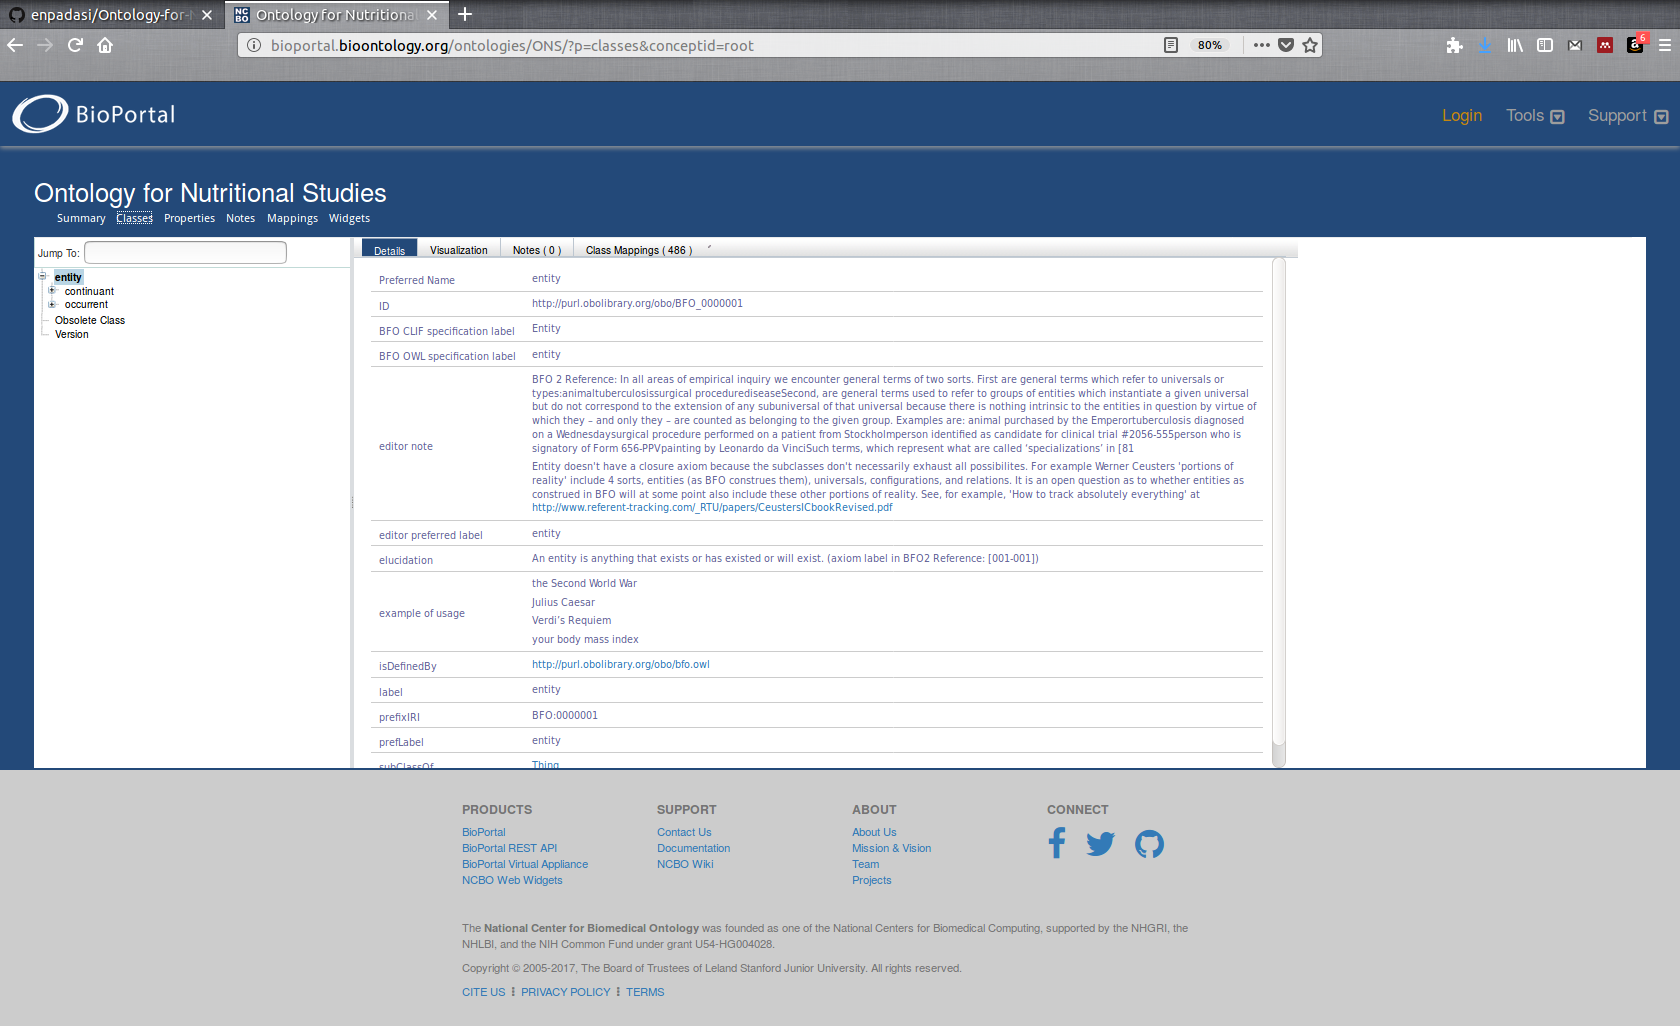 enpadasi/Ontology-for-N
Ontology for Nutritional
bioportal.bioontology.org/ontologies/ONS/?p=classes&conceptid=root
80%
6
BioPortal
Login
Tools
Support
Ontology for Nutritional Studies
Summary Classes Properties Notes Mappings Widgets
Jump To:
entity
continuant
occurrent
Obsolete Class
Version
Details
Visualization
Notes ( 0 )
Class Mappings ( 486 )
Preferred Name entity
ID http://purl.obolibrary.org/obo/BFO_0000001
BFO CLIF specification label Entity
BFO OWL specification label entity
editor note
BFO 2 Reference: In all areas of empirical inquiry we encounter general terms of two sorts. First are general terms which refer to universals or
types:animaltuberculosissurgical procedurediseaseSecond, are general terms used to refer to groups of entities which instantiate a given universal
but do not correspond to the extension of any subuniversal of that universal because there is nothing intrinsic to the entities in question by virtue of
which they – and only they – are counted as belonging to the given group. Examples are: animal purchased by the Emperortuberculosis diagnosed
on a Wednesdaysurgical procedure performed on a patient from Stockholmperson identified as candidate for clinical trial #2056-555person who is
signatory of Form 656-PPVpainting by Leonardo da VinciSuch terms, which represent what are called 'specializations' in [81
Entity doesn't have a closure axiom because the subclasses don't necessarily exhaust all possibilites. For example Werner Ceusters 'portions of
reality' include 4 sorts, entities (as BFO construes them), universals, configurations, and relations. It is an open question as to whether entities as
construed in BFO will at some point also include these other portions of reality. See, for example, 'How to track absolutely everything' at
http://www.referent-tracking.com/_RTU/papers/CeustersICbookRevised.pdf
editor preferred label entity
elucidation An entity is anything that exists or has existed or will exist. (axiom label in BFO2 Reference: [001-001])
example of usage
the Second World War
Julius Caesar
Verdi's Requiem
your body mass index
isDefinedBy http://purl.obolibrary.org/obo/bfo.owl
label entity
prefixIRI BFO:0000001
prefLabel entity
subClassOf Thing
PRODUCTS
BioPortal
BioPortal REST API
BioPortal Virtual Appliance
NCBO Web Widgets
SUPPORT
Contact Us
Documentation
NCBO Wiki
ABOUT
About Us
Mission & Vision
Team
Projects
CONNECT
The National Center for Biomedical Ontology was founded as one of the National Centers for Biomedical Computing, supported by the NHGRI, the
NHLBI, and the NIH Common Fund under grant U54-HG004028.
Copyright © 2005-2017, The Board of Trustees of Leland Stanford Junior University. All rights reserved.
CITE US PRIVACY POLICY TERMS